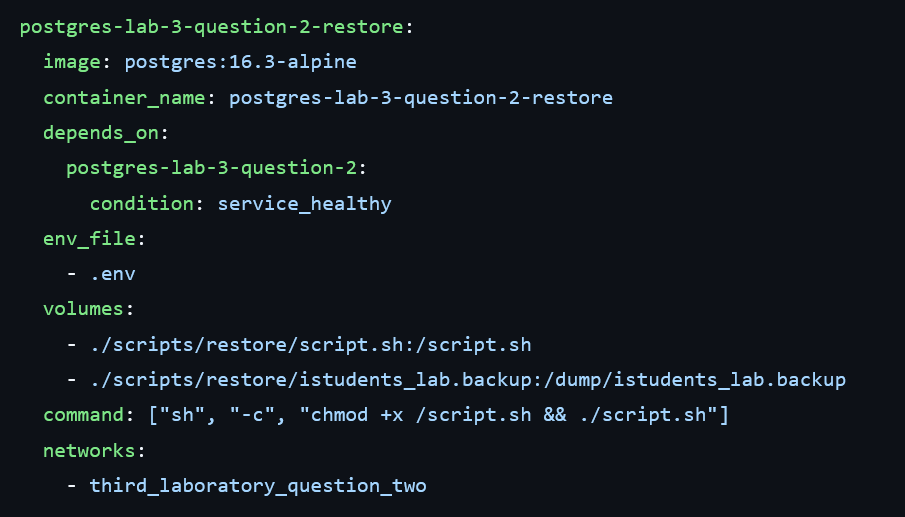 postgres-lab-3-question-2-restore:
  image: postgres:16.3-alpine
  container_name: postgres-lab-3-question-2-restore
  depends_on:
    postgres-lab-3-question-2:
      condition: service_healthy
  env_file:
    - .env
  volumes:
    - ./scripts/restore/script.sh:/script.sh
    - ./scripts/restore/istudents_lab.backup:/dump/istudents_lab.backup
  command: ["sh", "-c", "chmod +x /script.sh && ./script.sh"]
  networks:
    - third_laboratory_question_two